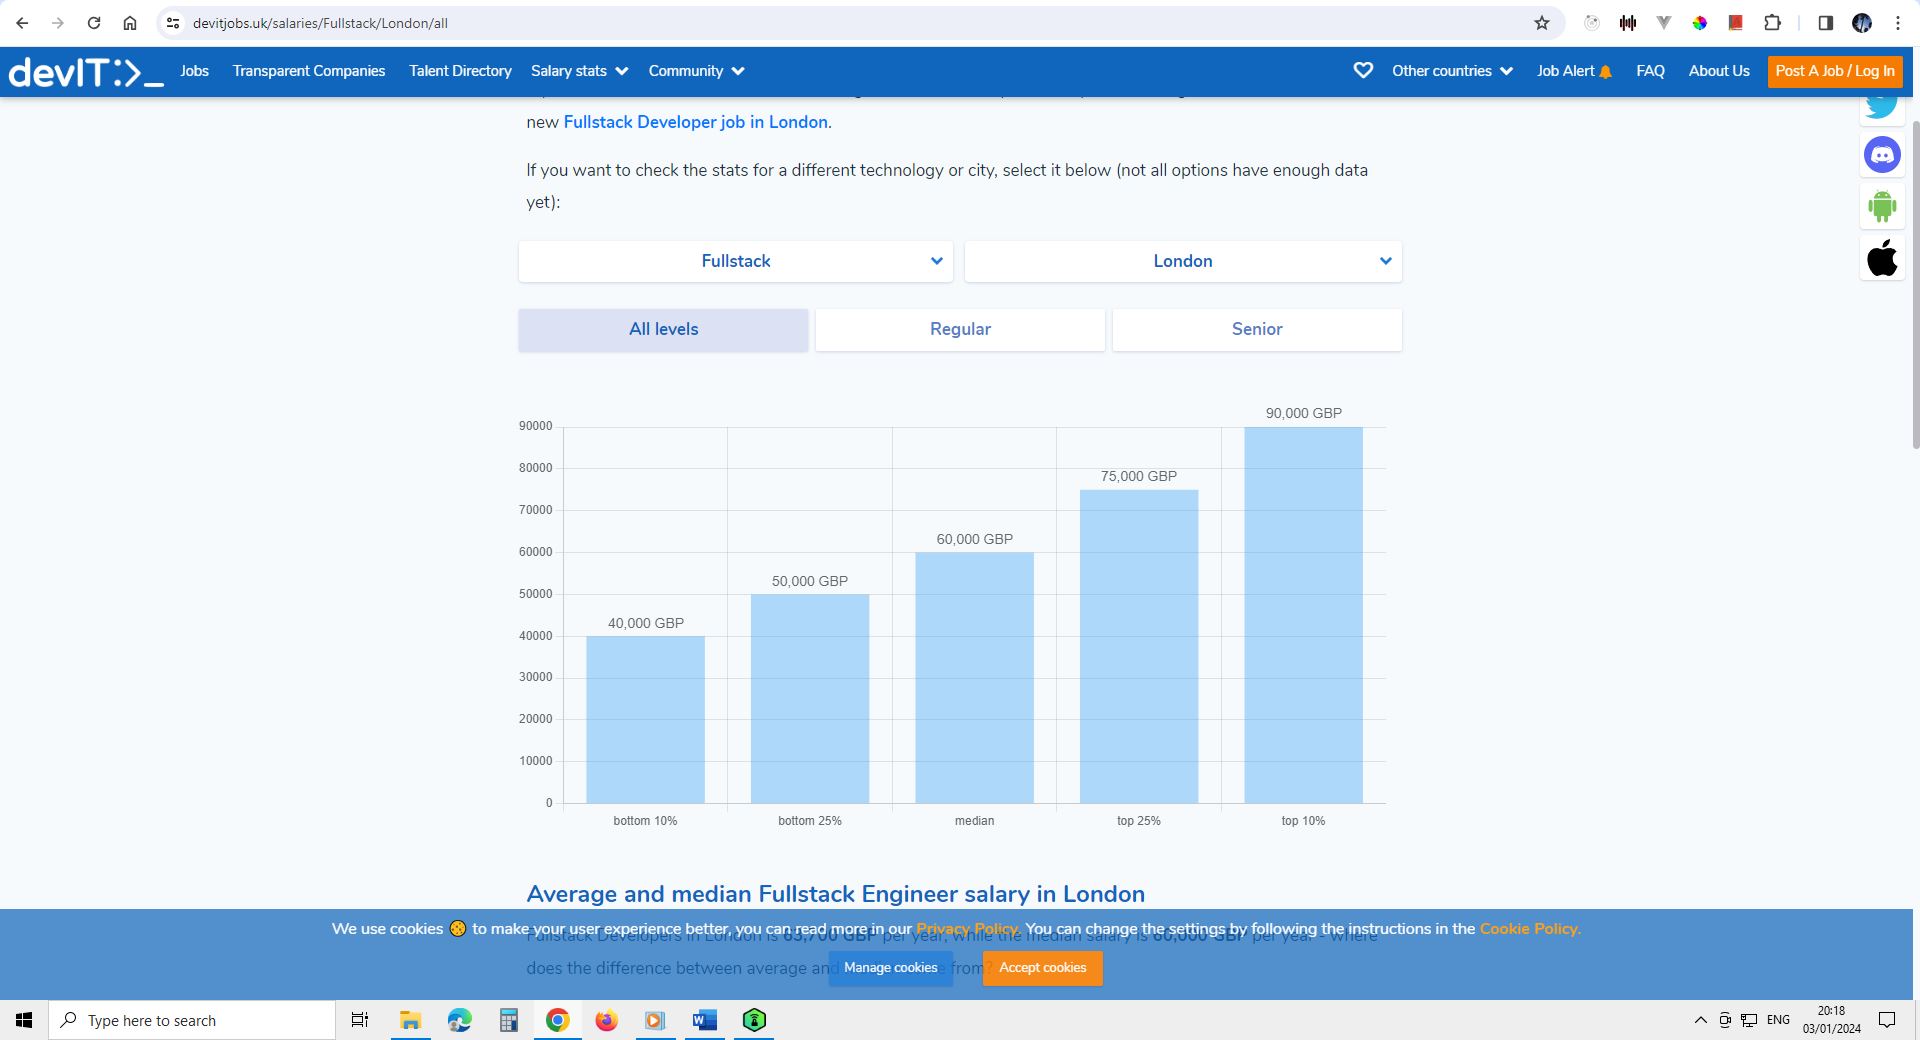 devitjobs.uk/salaries/Fullstack/London/all
devIT:>_ Jobs Transparent Companies Talent Directory Salary stats Community Other countries Job Alert FAQ About Us Post A Job / Log In
new Fullstack Developer job in London.
If you want to check the stats for a different technology or city, select it below (not all options have enough data
yet):
Fullstack London
All levels Regular Senior
90,000 GBP
90000
80000
75,000 GBP
70000
60,000 GBP
60000
50,000 GBP
50000
40,000 GBP
40000
30000
20000
10000
0
bottom 10% bottom 25% median top 25% top 10%
Average and median Fullstack Engineer salary in London
We use cookies to make your user experience better, you can read more in our Privacy Policy. You can change the settings by following the instructions in the Cookie Policy.
Fullstack Developers in London is 63,700 GBP per year, while the median salary is 60,000 GBP per year - where
does the difference between average and from?
Manage cookies Accept cookies
Type here to search
ENG
20:18
03/01/2024